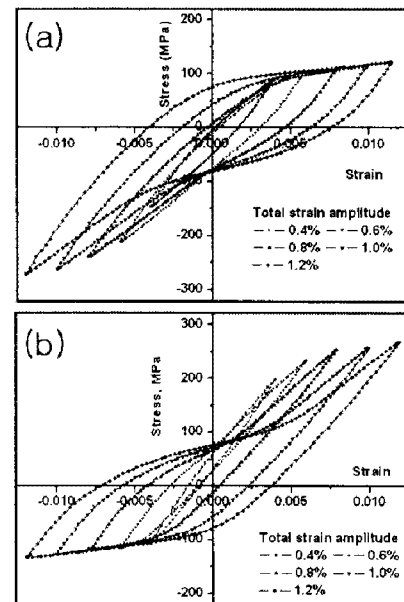 (a)
Stress (MPa)
200
100
0
-100
-200
-300
-0.010 -0.005 0.000 0.005 0.010
Strain
Total strain amplitude
0.4% 0.6%
0.8% 1.0%
1.2%
(b)
Stress, MPa
300
200
100
0
-100
-200
-0.010 -0.005 0.000 0.005 0.010
Strain
Total strain amplitude
0.4% 0.6%
0.8% 1.0%
1.2%